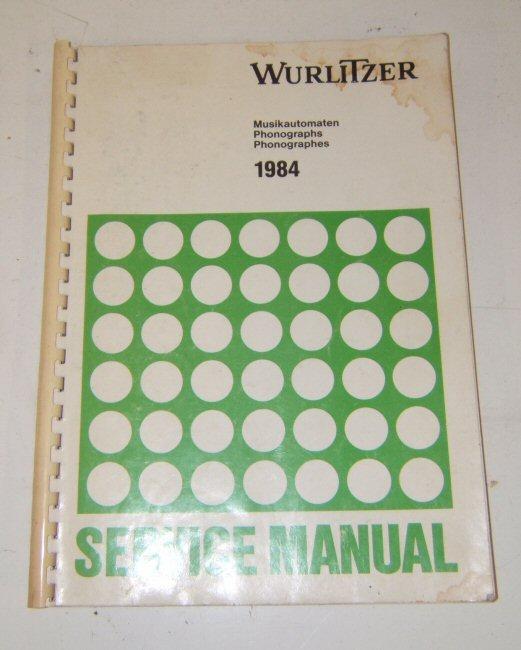 WURLITZER
Musikautomaten
Phonographs
Phonographes
1984
SERVICE MANUAL